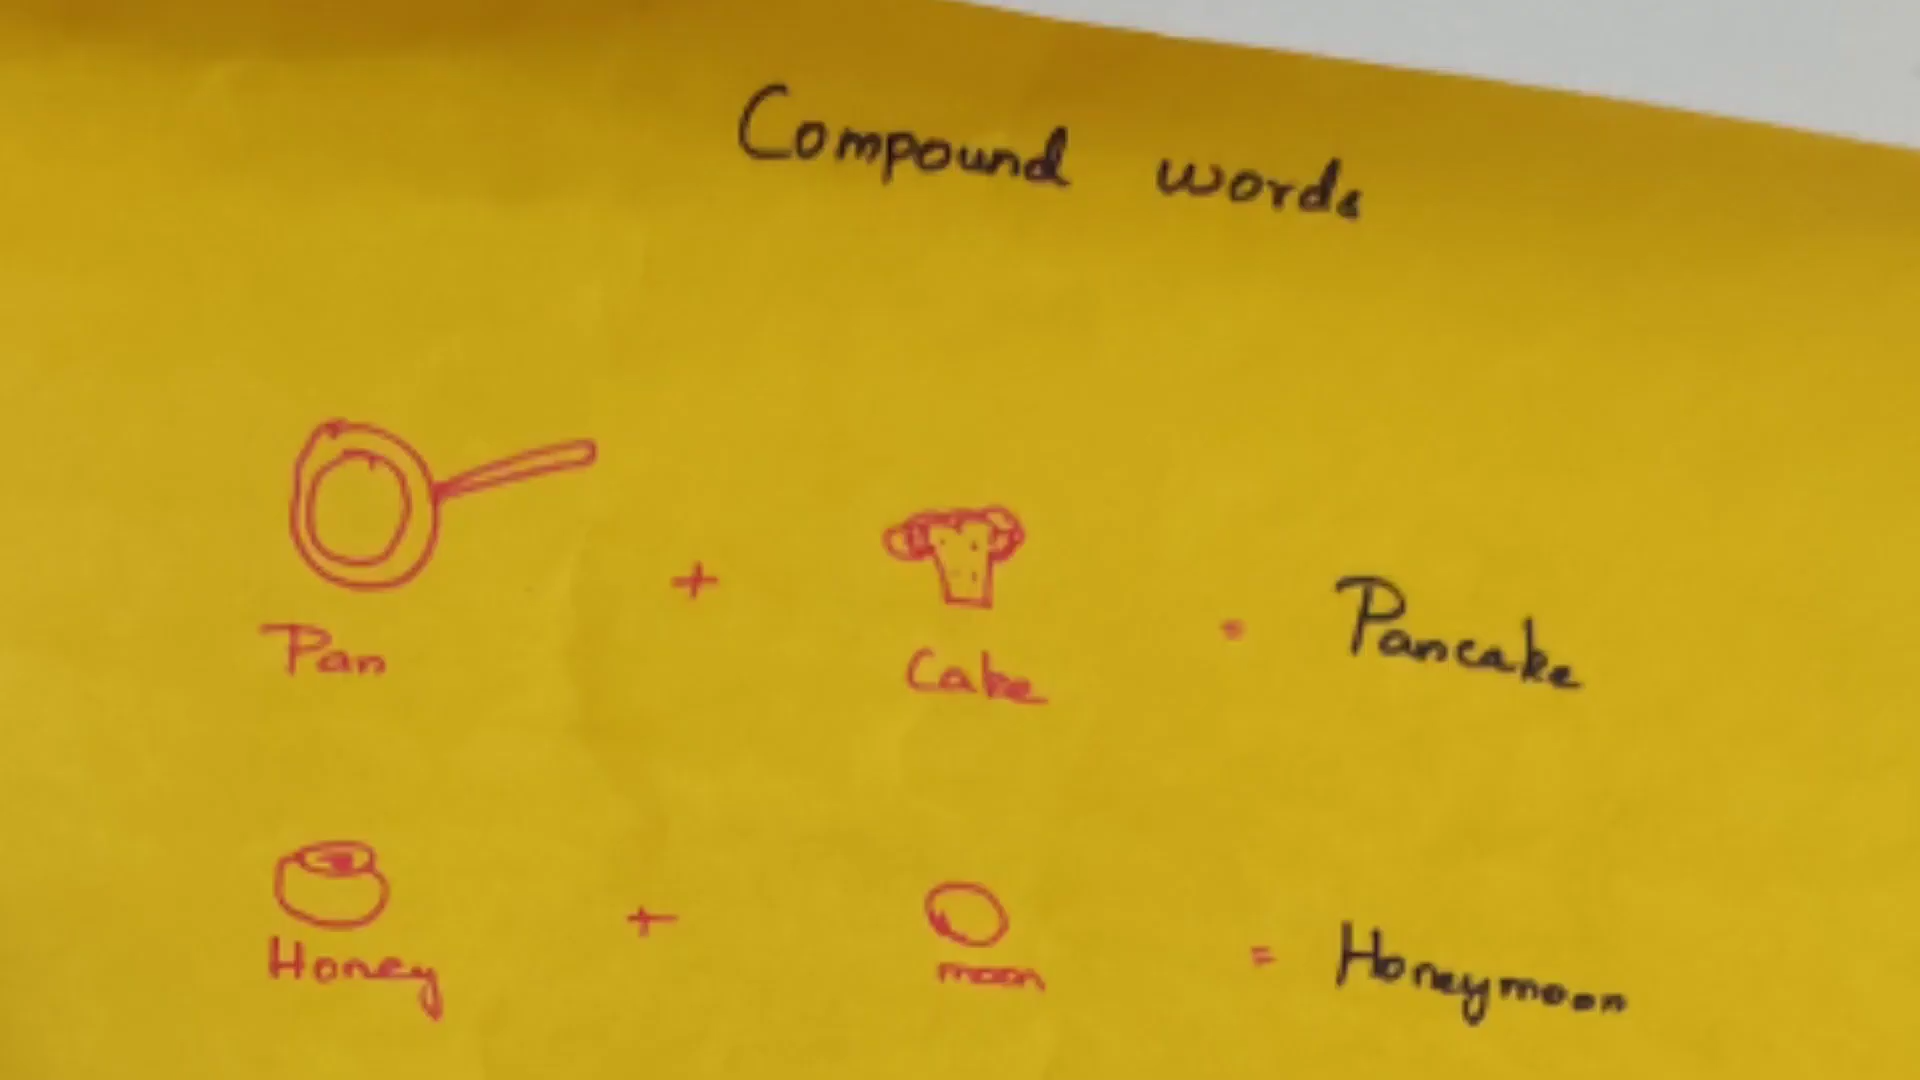 Compound words
Pan + Cake = Pancake
Honey + moon = Honeymoon